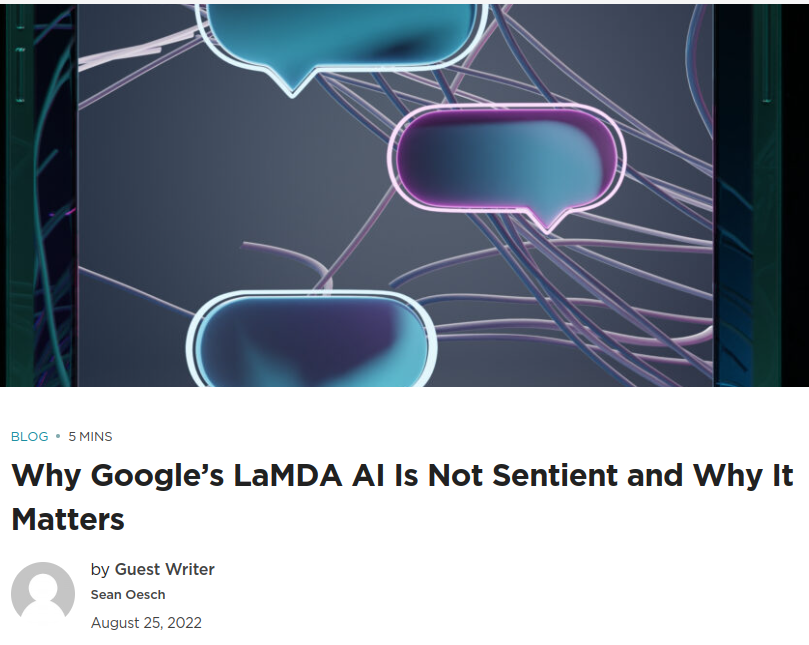 BLOG • 5 MINS
Why Google’s LaMDA AI Is Not Sentient and Why It
Matters
by Guest Writer
Sean Oesch
August 25, 2022